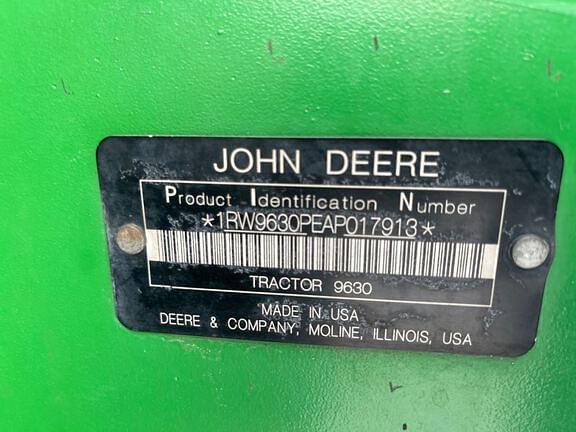 JOHN DEERE
Product Identification Number
*1RW9630PEAP017913*
TRACTOR 9630
MADE IN USA
DEERE & COMPANY, MOLINE, ILLINOIS, USA